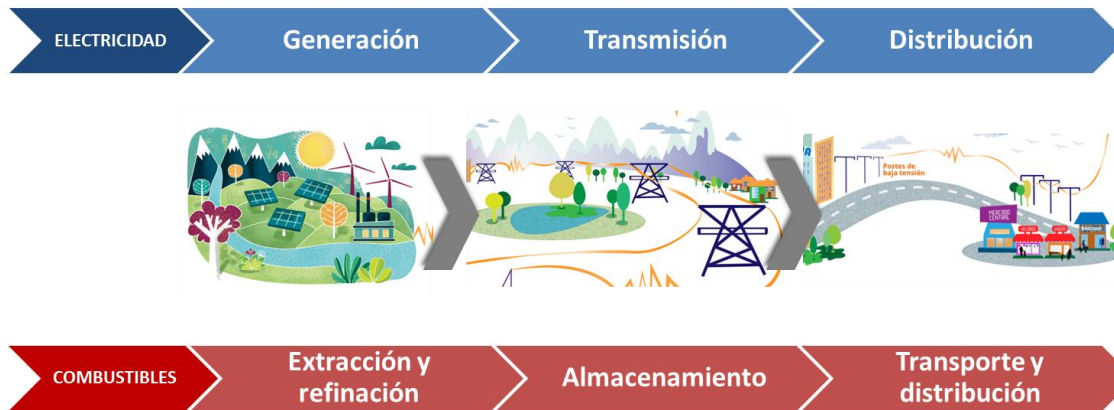 ELECTRICIDAD
Generación
Transmisión
Distribución
Postes de
baja tensión
MERCADO
CENTRAL
COMBUSTIBLES
Extracción y
refinación
Almacenamiento
Transporte y
distribución